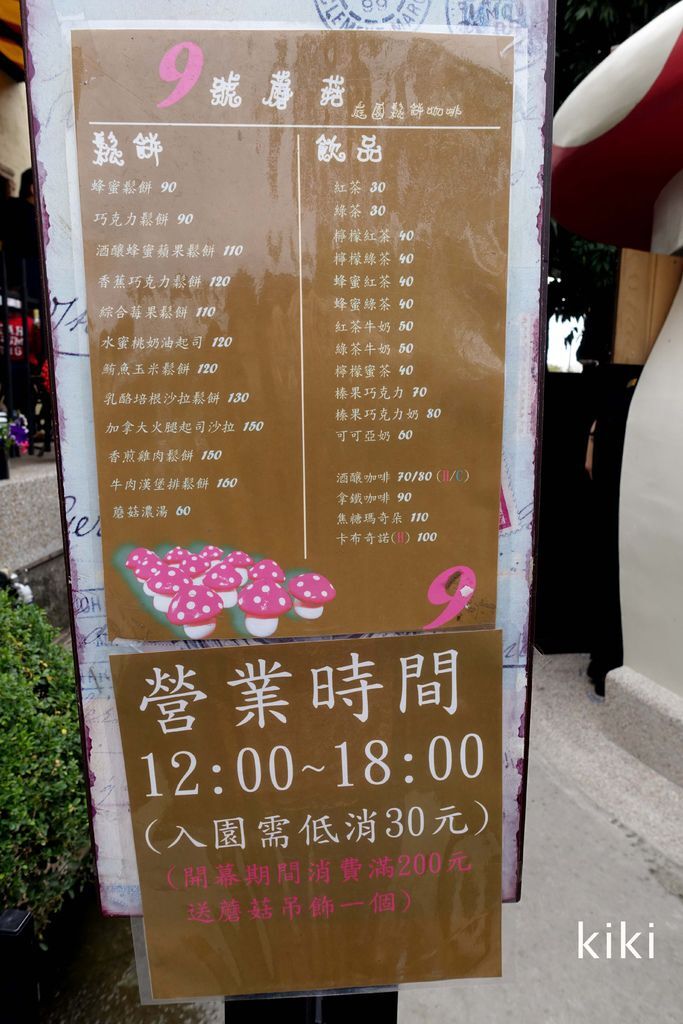 9號蘑菇
庭園鬆餅咖啡
鬆餅
蜂蜜鬆餅 90
巧克力鬆餅 90
酒釀蜂蜜蘋果鬆餅 110
香蕉巧克力鬆餅 120
綜合莓果鬆餅 110
水蜜桃奶油起司 120
鮪魚玉米鬆餅 120
乳酪培根沙拉鬆餅 130
加拿大火腿起司沙拉 150
香煎雞肉鬆餅 150
牛肉漢堡排鬆餅 160
蘑菇濃湯 60
飲品
紅茶 30
綠茶 30
檸檬紅茶 40
檸檬綠茶 40
蜂蜜紅茶 40
蜂蜜綠茶 40
紅茶牛奶 50
綠茶牛奶 50
檸檬蜜茶 40
榛果巧克力 70
榛果巧克力奶 80
可可亞奶 60
酒釀咖啡 70/80 (H/C)
拿鐵咖啡 90
焦糖瑪奇朵 110
卡布奇諾(H) 100
9
營業時間
12:00~18:00
(入園需低消30元)
(開幕期間消費滿200元
送蘑菇吊飾一個)
kiki